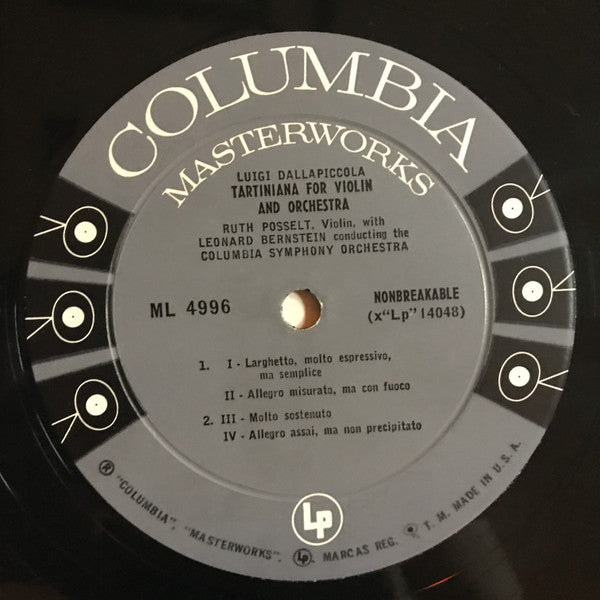 COLUMBIA
MASTERWORKS
LUIGI DALLAPICCOLA
TARTINIANA FOR VIOLIN
AND ORCHESTRA
RUTH POSSELT, Violin, with
LEONARD BERNSTEIN conducting the
COLUMBIA SYMPHONY ORCHESTRA
ML 4996
NONBREAKABLE
(x"Lp"14048)
1. I - Larghetto, molto espressivo,
ma semplice
II - Allegro misurato, ma con fuoco
2. III - Molto sostenuto
IV - Allegro assai, ma non precipitato
Lp
® "COLUMBIA", "MASTERWORKS", Lp, MARCAS REG. T. M. MADE IN U. S. A.